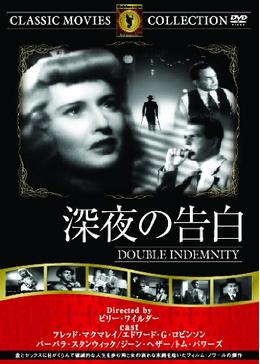 CLASSIC MOVIES COLLECTION
DVD
深夜の告白
DOUBLE INDEMNITY
Directed by
ビリー・ワイルダー
cast
フレッド・マクマレイ/エドワード・G・ロビンソン
バーバラ・スタンウィック/ジーン・ヘザー/トム・パワーズ